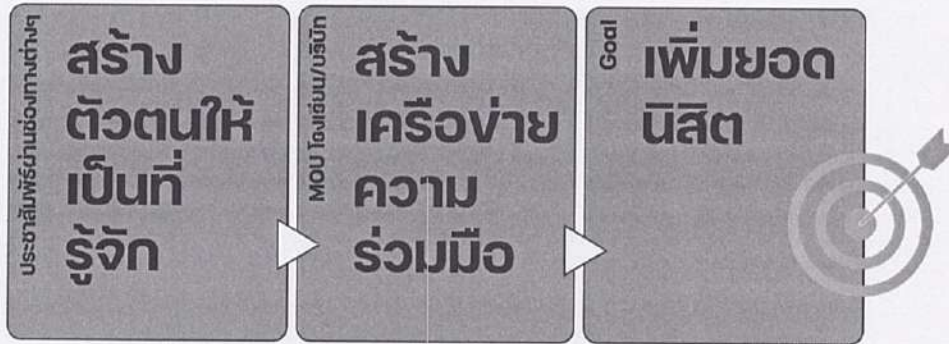 ประชาสัมพันธ์ผ่านช่องทางต่างๆ
สร้าง
ตัวตนให้
เป็นที่
รู้จัก
MOU โรงเรียน/บริษัท
สร้าง
เครือข่าย
ความ
ร่วมมือ
Goal
เพิ่มยอด
นิสิต